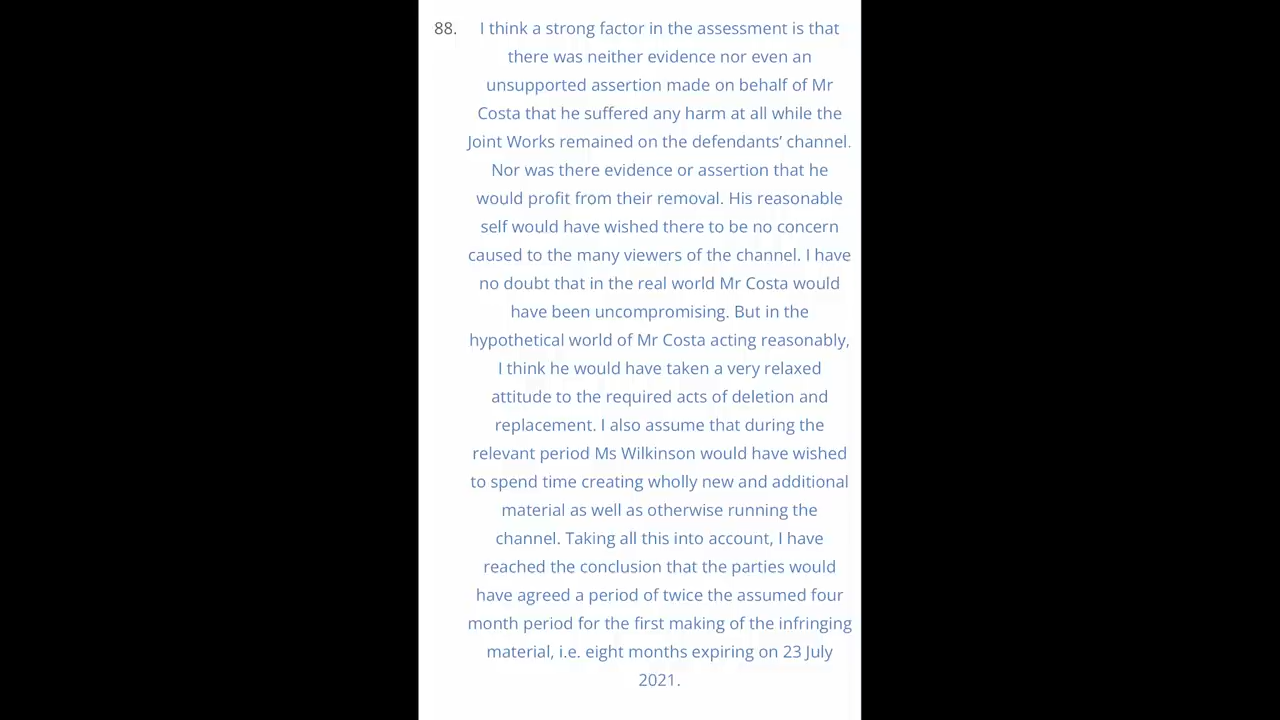 88. I think a strong factor in the assessment is that
there was neither evidence nor even an
unsupported assertion made on behalf of Mr
Costa that he suffered any harm at all while the
Joint Works remained on the defendants’ channel.
Nor was there evidence or assertion that he
would profit from their removal. His reasonable
self would have wished there to be no concern
caused to the many viewers of the channel. I have
no doubt that in the real world Mr Costa would
have been uncompromising. But in the
hypothetical world of Mr Costa acting reasonably,
I think he would have taken a very relaxed
attitude to the required acts of deletion and
replacement. I also assume that during the
relevant period Ms Wilkinson would have wished
to spend time creating wholly new and additional
material as well as otherwise running the
channel. Taking all this into account, I have
reached the conclusion that the parties would
have agreed a period of twice the assumed four
month period for the first making of the infringing
material, i.e. eight months expiring on 23 July
2021.